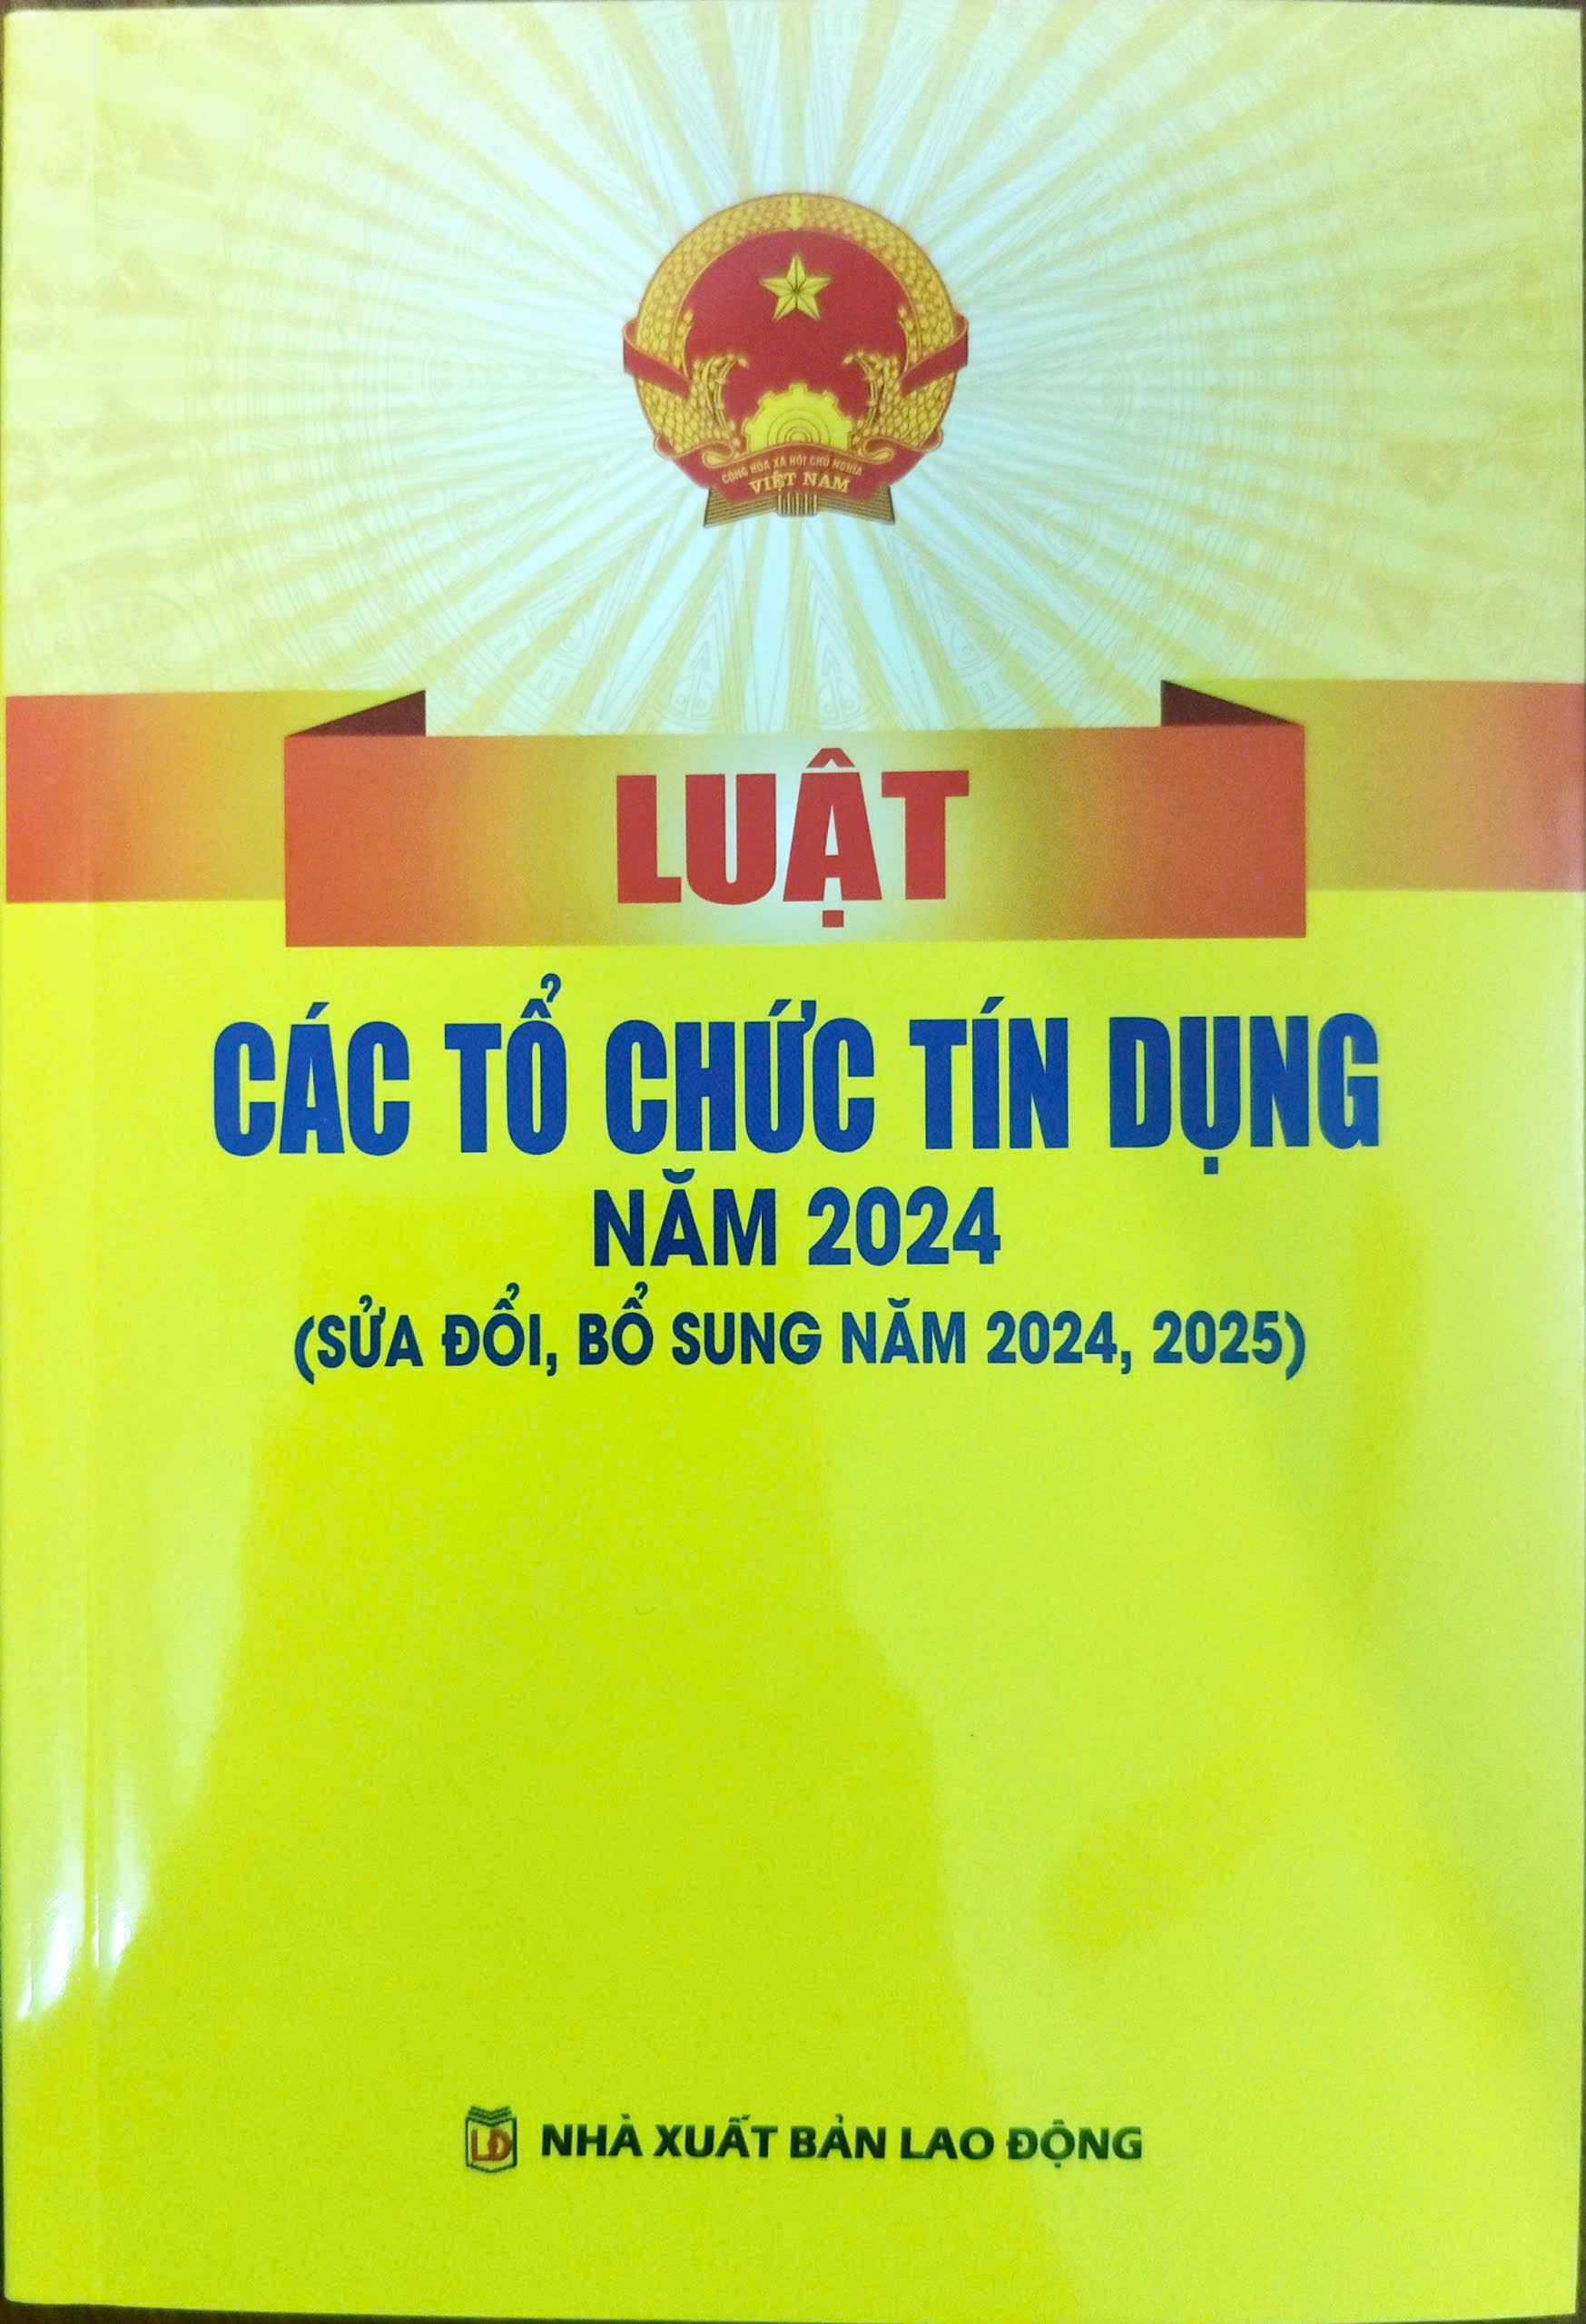 CỘNG HÒA XÃ HỘI CHỦ NGHĨA
VIỆT NAM
LUẬT
CÁC TỔ CHỨC TÍN DỤNG
NĂM 2024
(SỬA ĐỔI, BỔ SUNG NĂM 2024, 2025)
LĐ NHÀ XUẤT BẢN LAO ĐỘNG